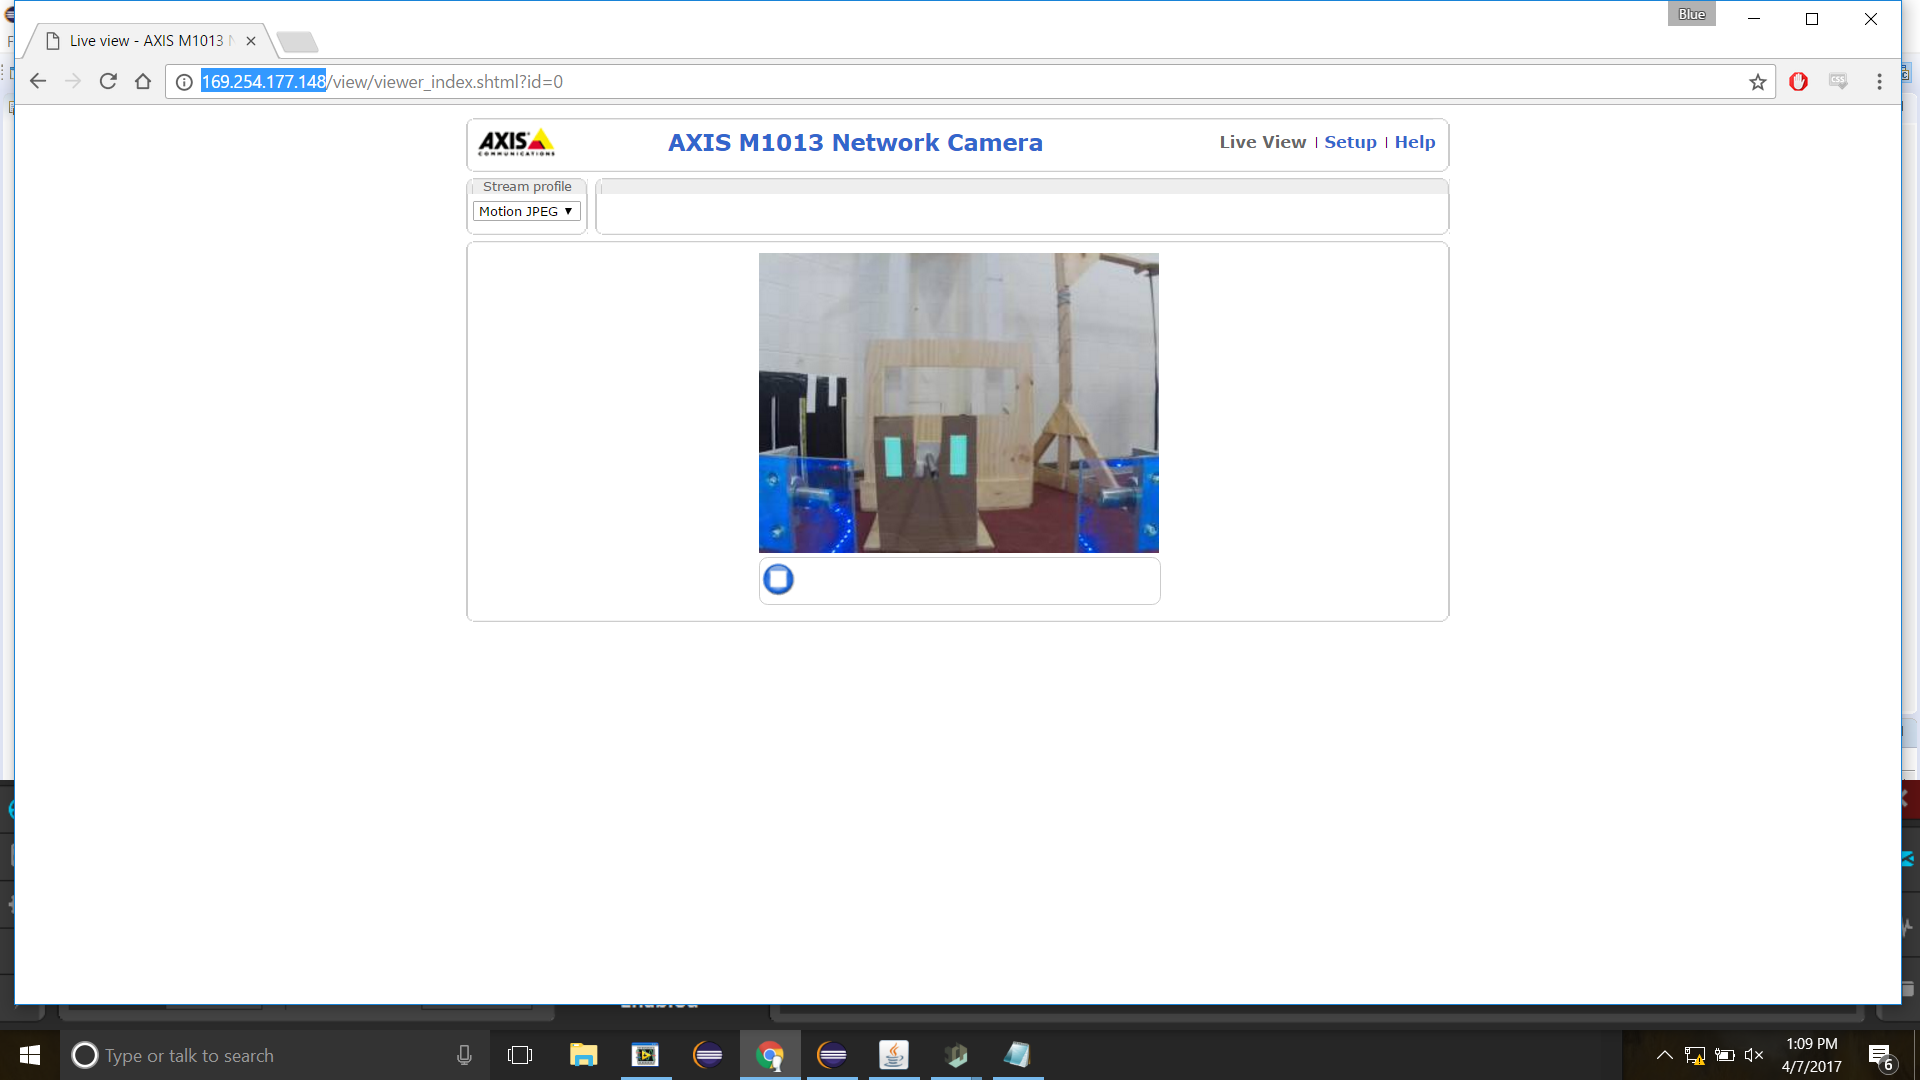 Blue
Live view - AXIS M1013
169.254.177.148/view/viewer_index.shtml?id=0
CSS
AXIS
COMMUNICATIONS
AXIS M1013 Network Camera
Live View | Setup | Help
Stream profile
Motion JPEG
Enabled
Type or talk to search
1:09 PM
4/7/2017
6